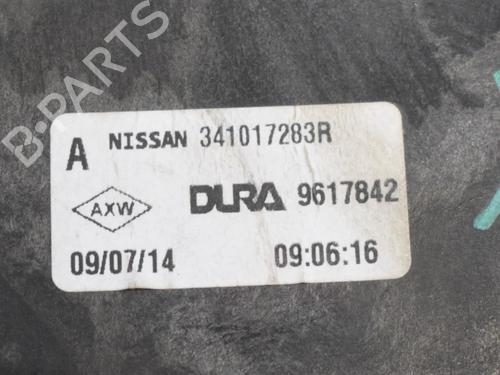 B-PARTS
A NISSAN 341017283R
AXW DURA 9617842
09/07/14 09:06:16